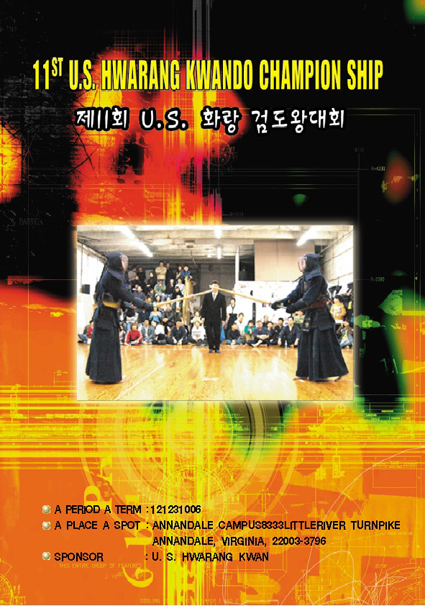 11ST U.S. HWARANG KWANDO CHAMPION SHIP
제11회 U.S. 화랑 검도왕대회
A PERIOD A TERM : 121231006
A PLACE A SPOT : ANNANDALE CAMPUS8333LITTLERIVER TURNPIKE
ANNANDALE, VIRGINIA, 22003-3796
SPONSOR : U. S. HWARANG KWAN